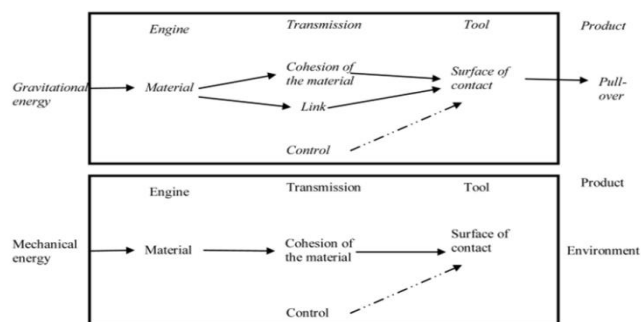 Engine Transmission Tool Product
Cohesion of
the material
Surface of
contact
Gravitational
energy
Material
Pull-
over
Link
Control
Engine Transmission Tool Product
Mechanical
energy
Material
Cohesion of
the material
Surface of
contact
Environment
Control